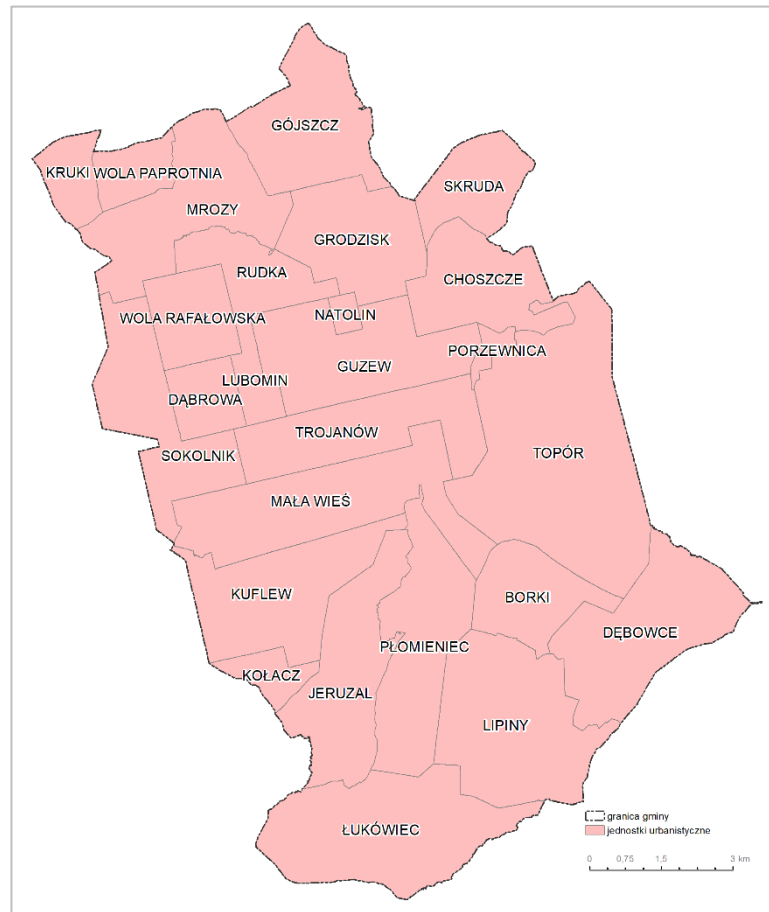 GÓJSZCZ
KRUKI
WOLA PAPROTNIA
SKRUDA
MROZY
GRODZISK
RUDKA
CHOSZCZE
WOLA RAFAŁOWSKA
NATOLIN
PORZEWNICA
GUZEW
LUBOMIN
DĄBROWA
TROJANÓW
SOKOLNIK
TOPÓR
MAŁA WIEŚ
KUFLEW
BORKI
DĘBOWCE
PŁOMIENIEC
KOŁACZ
JERUZAL
LIPINY
ŁUKÓWIEC
granica gminy
jednostki urbanistyczne
0 0,75 1,5 3 km